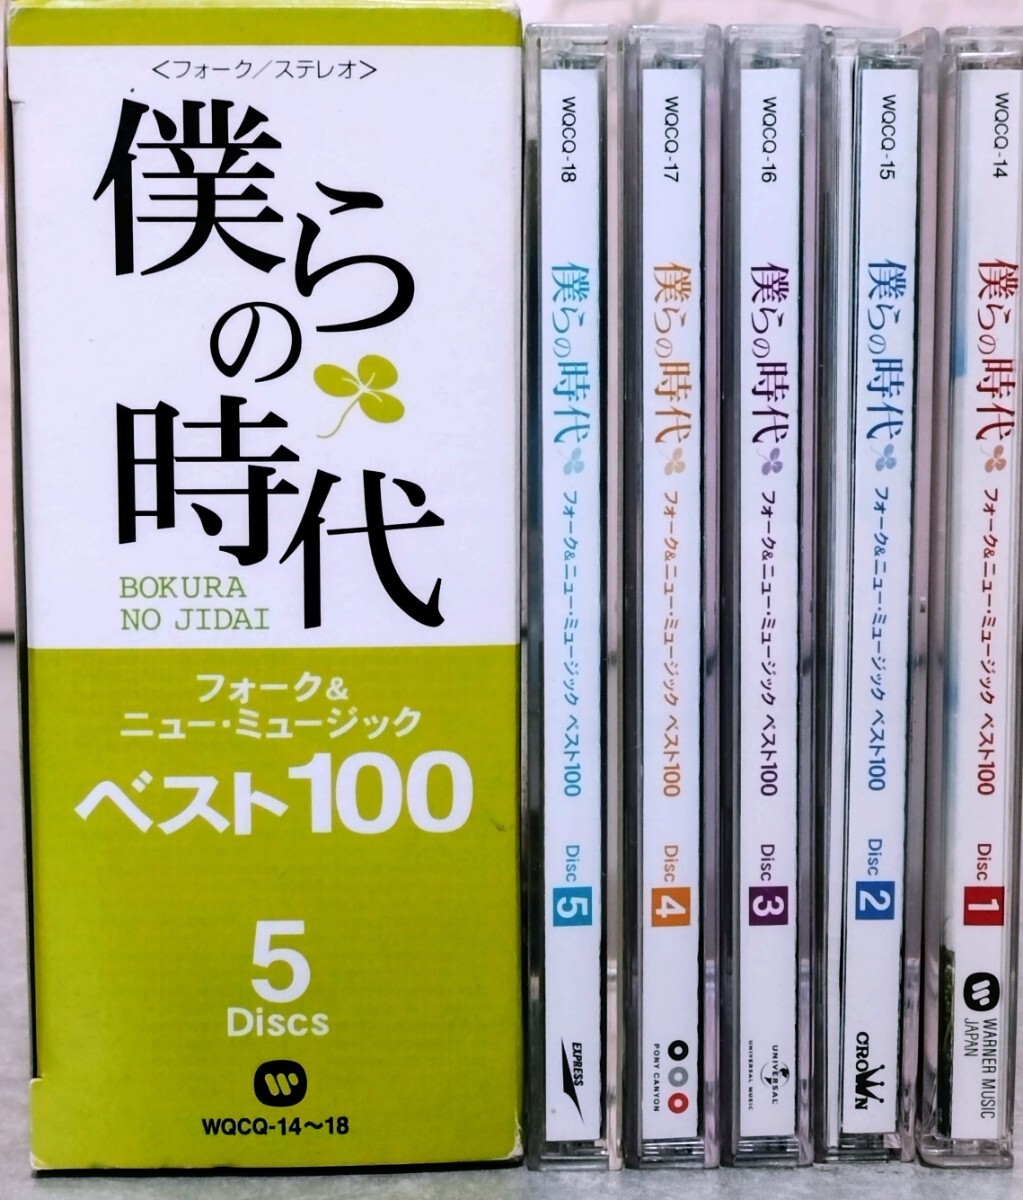 <フォーク/ステレオ>
僕らの時代
BOKURA
NO JIDAI
フォーク&
ニュー・ミュージック
ベスト100
5
Discs
WQCQ-14～18
WQCQ-18 僕らの時代 フォーク&ニュー・ミュージック ベスト100 Disc 5 EXPRESS
WQCQ-17 僕らの時代 フォーク&ニュー・ミュージック ベスト100 Disc 4 PONY CANYON
WQCQ-16 僕らの時代 フォーク&ニュー・ミュージック ベスト100 Disc 3 UNIVERSAL UNIVERSAL MUSIC
WQCQ-15 僕らの時代 フォーク&ニュー・ミュージック ベスト100 Disc 2 CROWN
WQCQ-14 僕らの時代 フォーク&ニュー・ミュージック ベスト100 Disc 1 WARNER MUSIC JAPAN